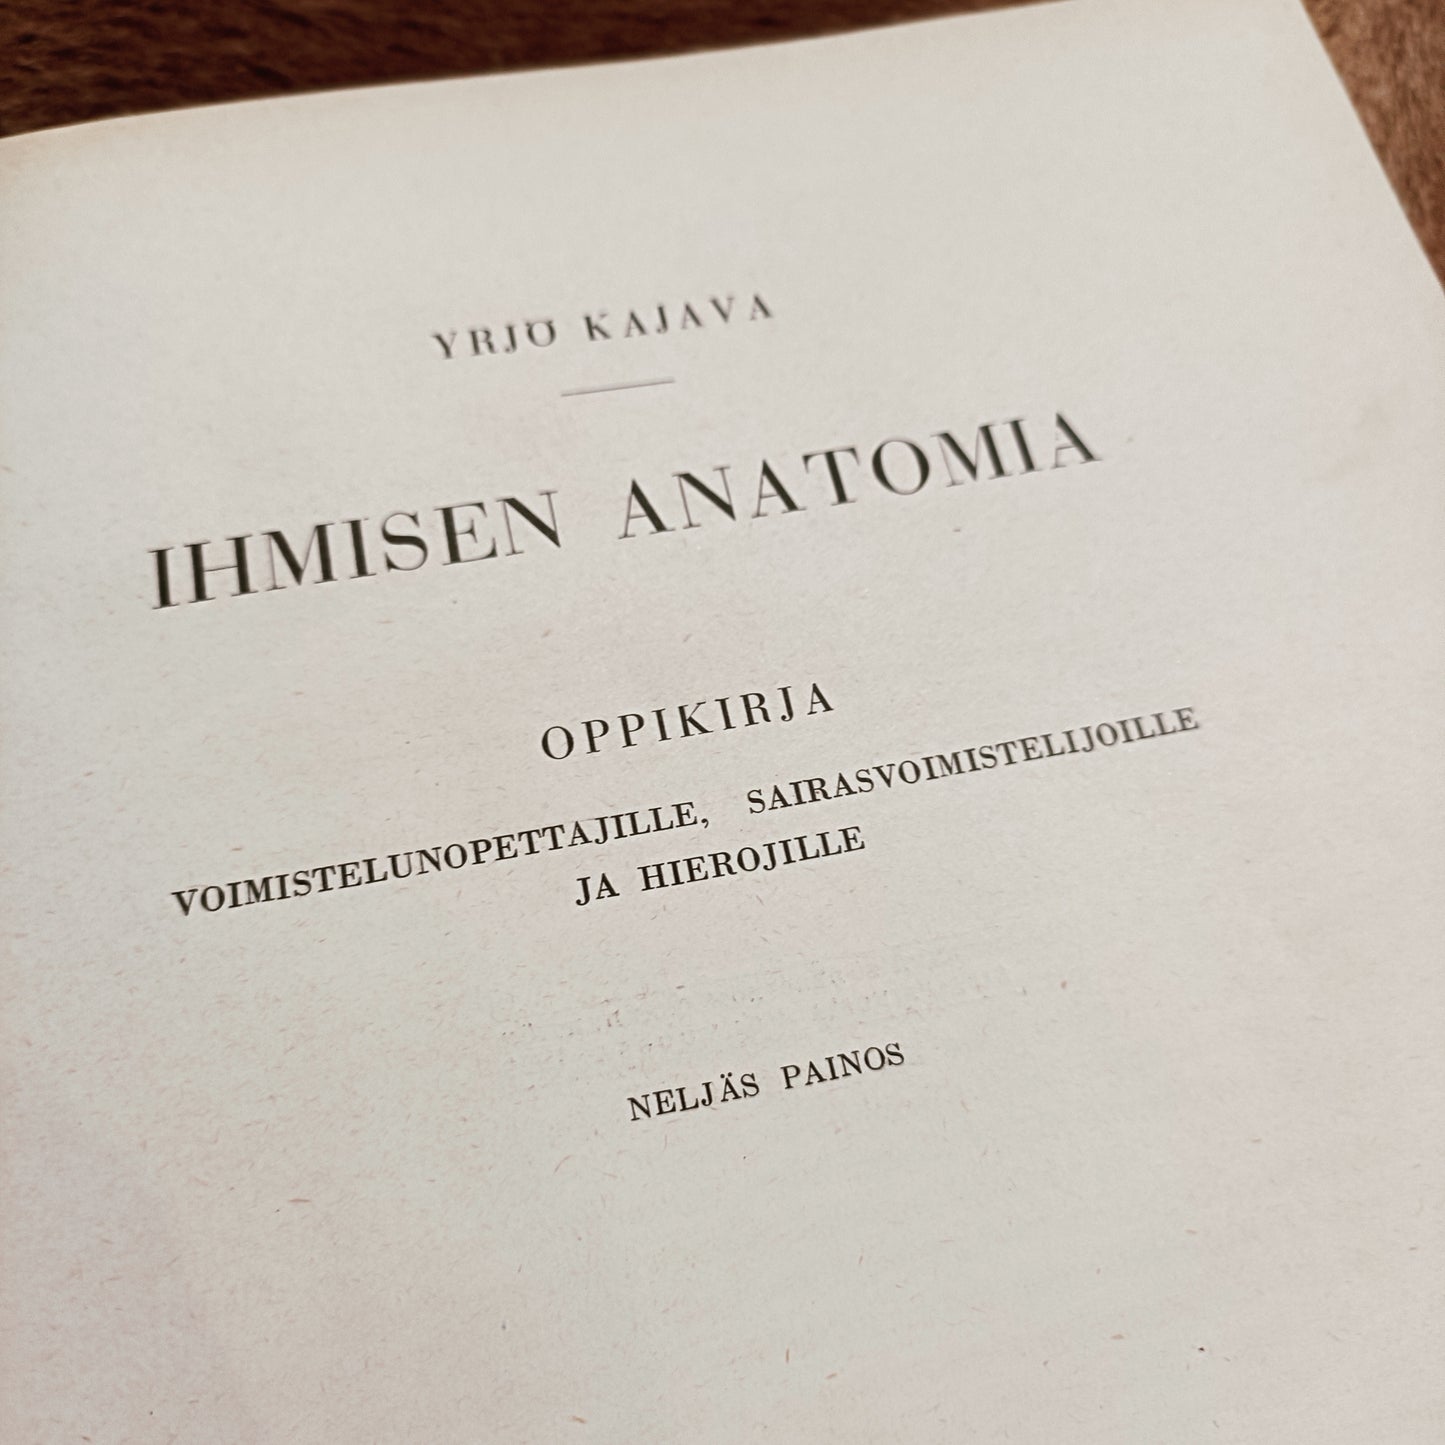 YRJÖ KAJAVA
IHMISEN ANATOMIA
OPPIKIRJA
VOIMISTELUNOPETTAJILLE, SAIRASVOIMISTELIJOILLE
JA HIEROJILLE
NELJÄS PAINOS